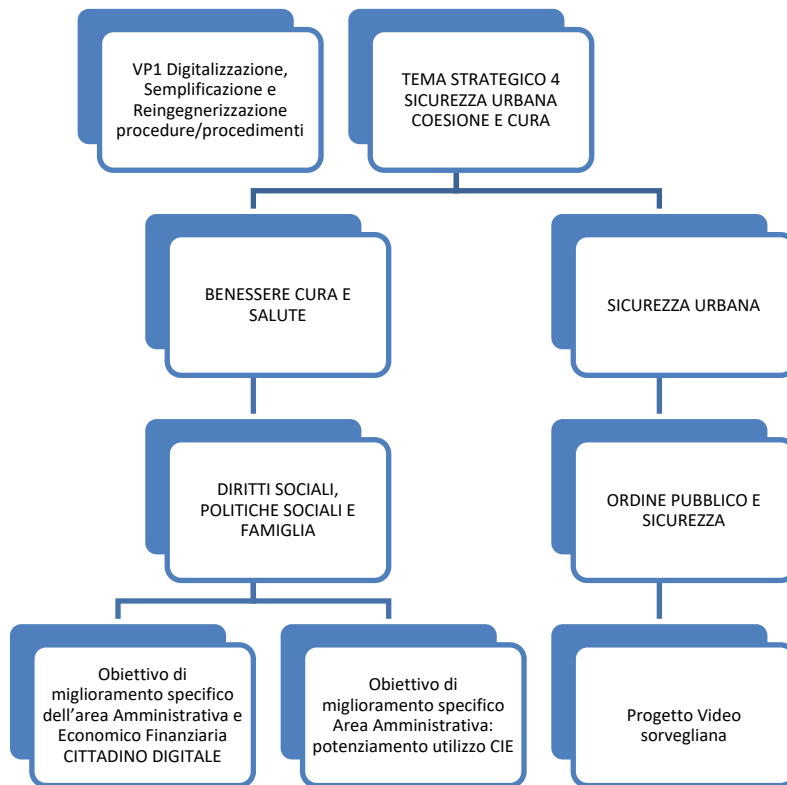 VP1 Digitalizzazione,
Semplificazione e
Reingegnerizzazione
procedure/procedimenti
TEMA STRATEGICO 4
SICUREZZA URBANA
COESIONE E CURA
BENESSERE CURA E
SALUTE
SICUREZZA URBANA
DIRITTI SOCIALI,
POLITICHE SOCIALI E
FAMIGLIA
ORDINE PUBBLICO E
SICUREZZA
Obiettivo di
miglioramento specifico
dell’area Amministrativa e
Economico Finanziaria
CITTADINO DIGITALE
Obiettivo di
miglioramento specifico
Area Amministrativa:
potenziamento utilizzo CIE
Progetto Video
sorvegliana